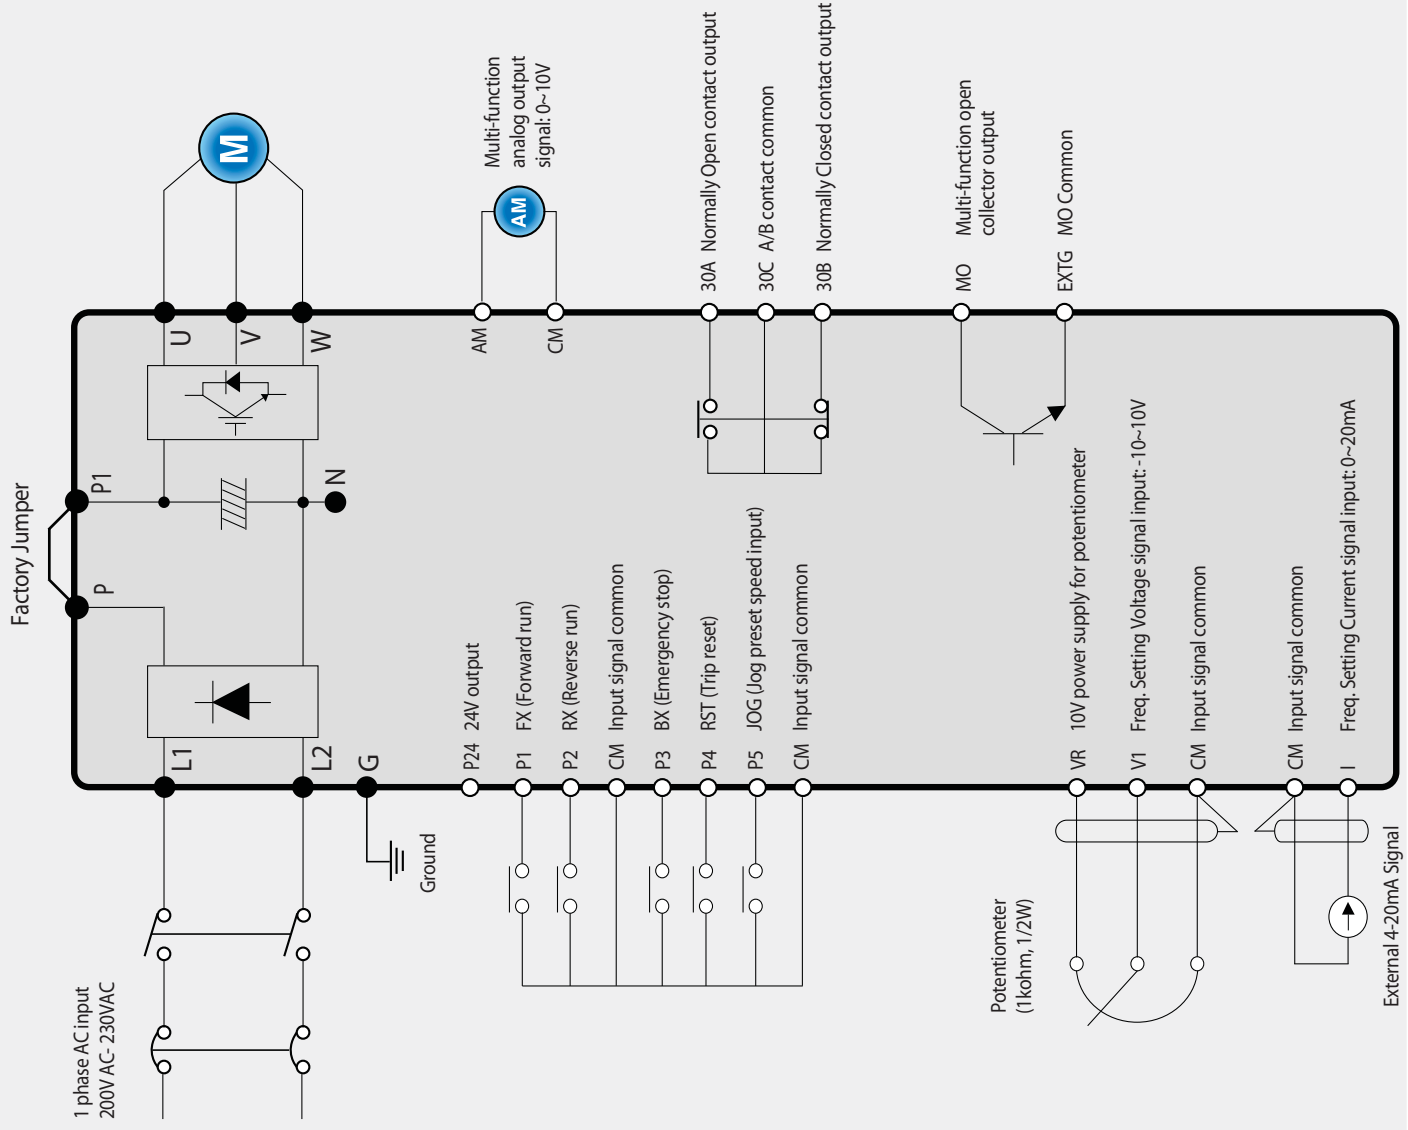 Factory Jumper
P
P1
1 phase AC input
200V AC- 230VAC
L1
L2
G
Ground
N
U
V
W
M
P24 24V output
P1 FX (Forward run)
P2 RX (Reverse run)
CM Input signal common
P3 BX (Emergency stop)
P4 RST (Trip reset)
P5 JOG (Jog preset speed input)
CM Input signal common
AM
CM
AM
Multi-function
analog output
signal: 0~10V
30A Normally Open contact output
30C A/B contact common
30B Normally Closed contact output
MO Multi-function open
collector output
EXTG MO Common
Potentiometer
(1kohm, 1/2W)
VR 10V power supply for potentiometer
V1 Freq. Setting Voltage signal input: -10~10V
CM Input signal common
CM Input signal common
I Freq. Setting Current signal input: 0~20mA
External 4-20mA Signal